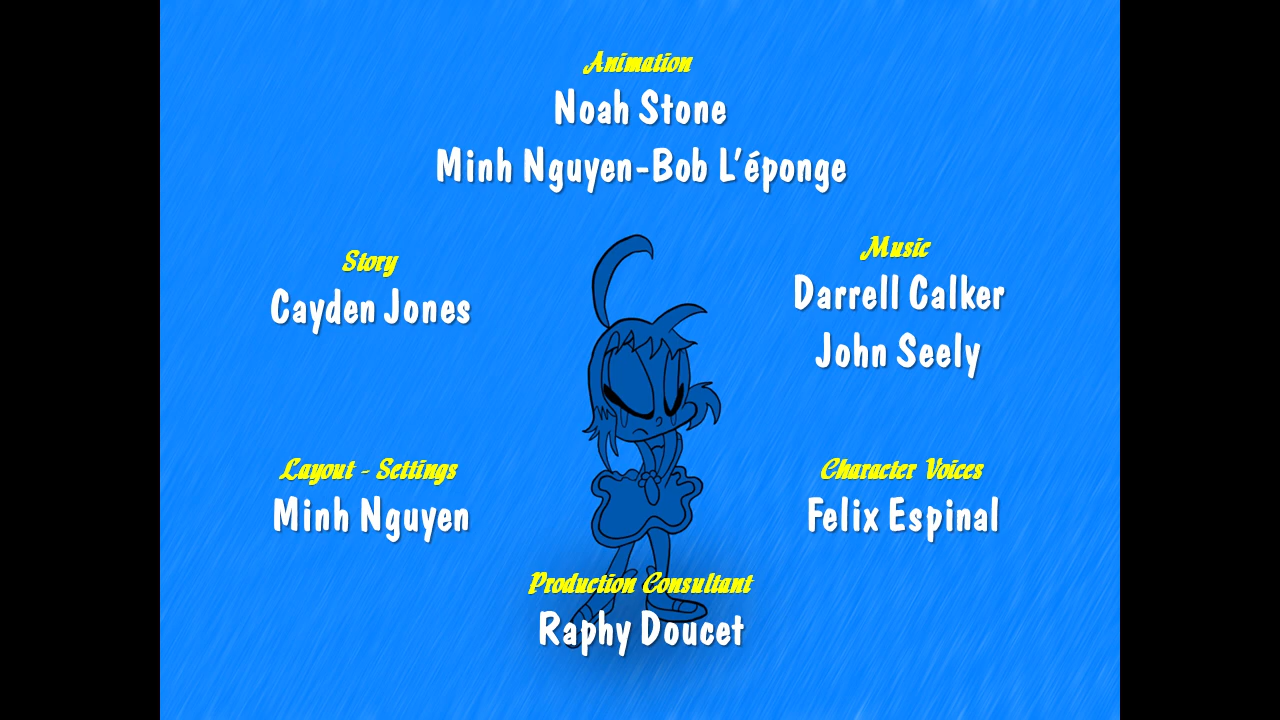 Animation
Noah Stone
Minh Nguyen-Bob L'éponge
Story
Cayden Jones
Music
Darrell Calker
John Seely
Layout - Settings
Minh Nguyen
Character Voices
Felix Espinal
Production Consultant
Raphy Doucet